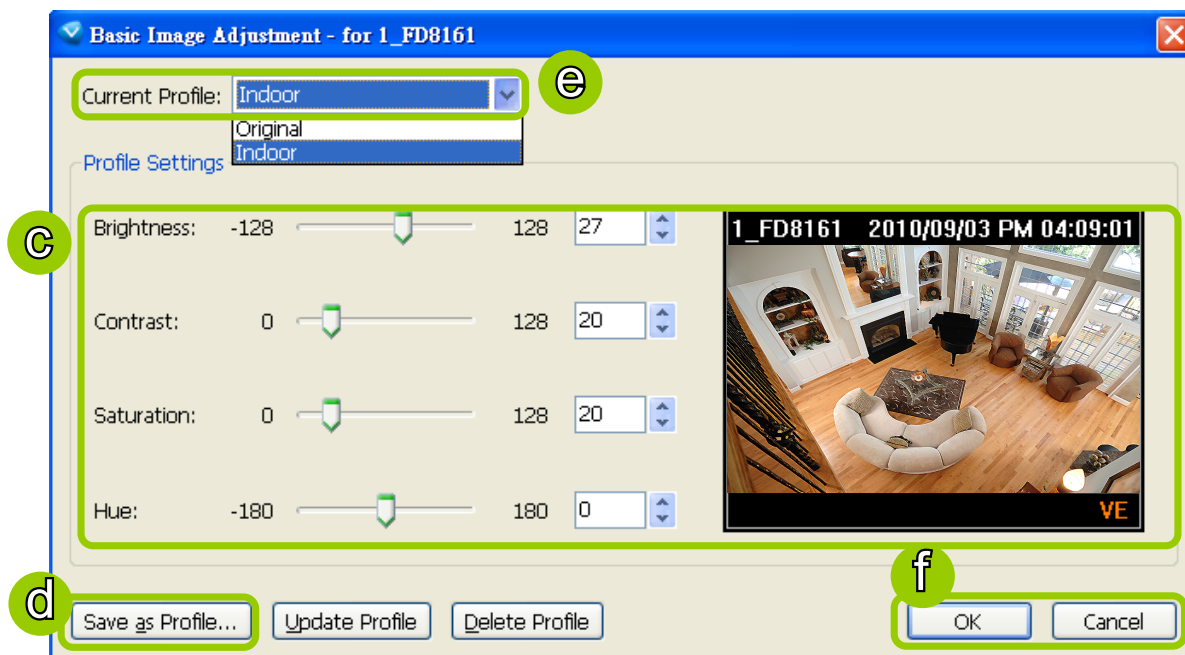 Basic Image Adjustment - for 1_FD8161
Current Profile: Indoor
e
Original
Indoor
Profile Settings
c
Brightness: -128 128 27
1_FD8161 2010/09/03 PM 04:09:01
Contrast: 0 128 20
Saturation: 0 128 20
Hue: -180 180 0
VE
d
f
Save as Profile... Update Profile Delete Profile OK Cancel